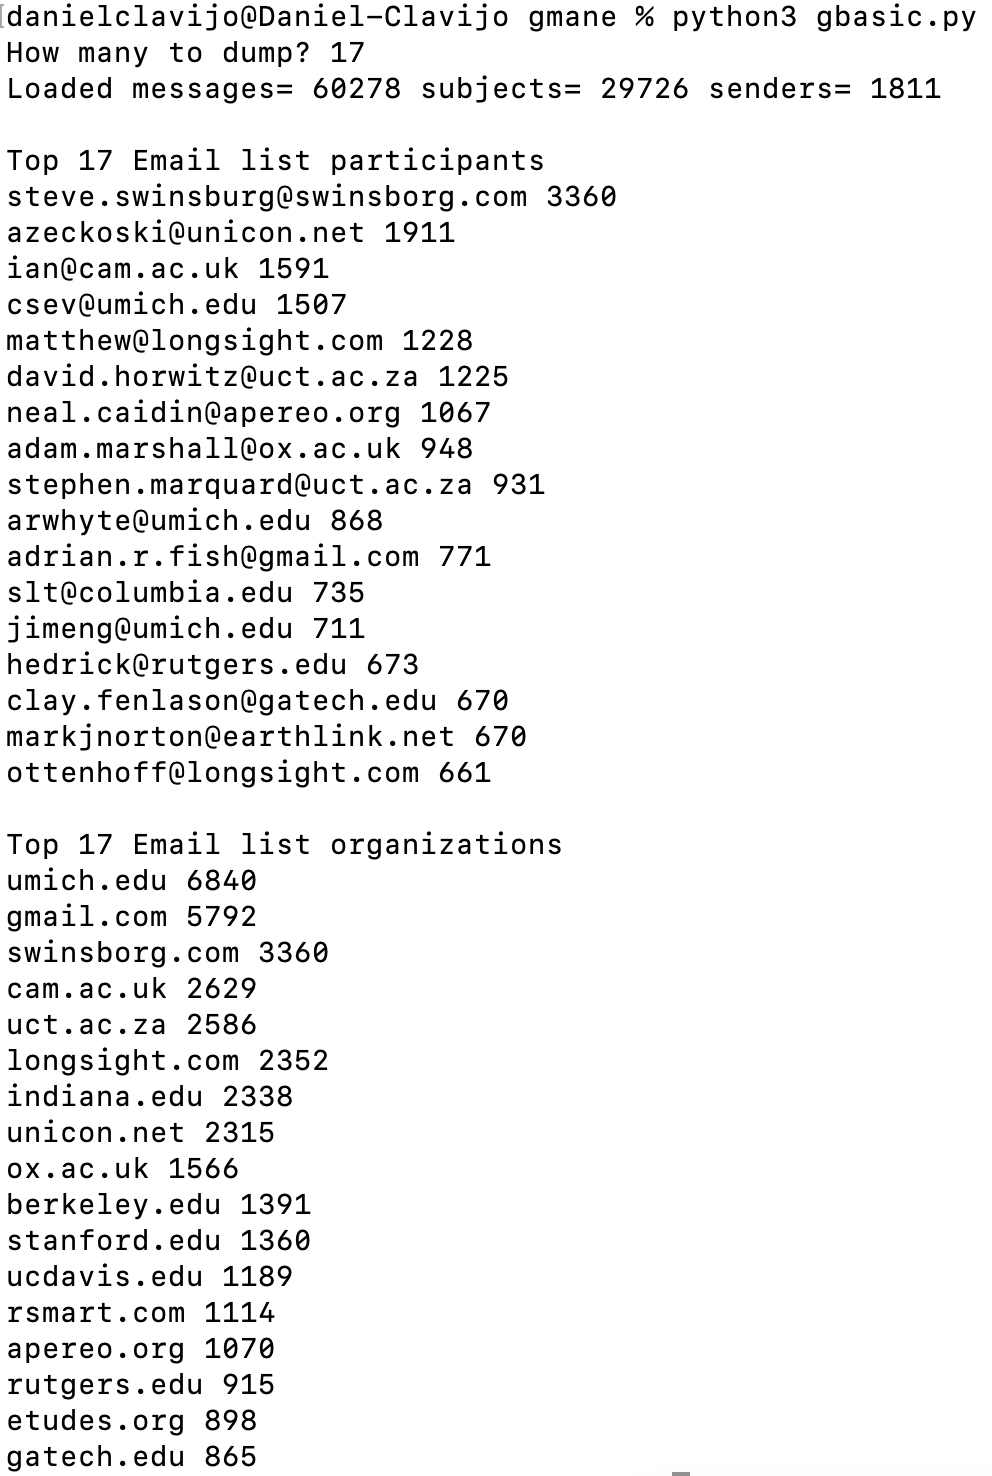 danielclavijo@Daniel-Clavijo gmane % python3 gbasic.py
How many to dump? 17
Loaded messages= 60278 subjects= 29726 senders= 1811

Top 17 Email list participants
steve.swinsburg@swinsborg.com 3360
azeckoski@unicon.net 1911
ian@cam.ac.uk 1591
csev@umich.edu 1507
matthew@longsight.com 1228
david.horwitz@uct.ac.za 1225
neal.caidin@apereo.org 1067
adam.marshall@ox.ac.uk 948
stephen.marquard@uct.ac.za 931
arwhyte@umich.edu 868
adrian.r.fish@gmail.com 771
slt@columbia.edu 735
jimeng@umich.edu 711
hedrick@rutgers.edu 673
clay.fenlason@gatech.edu 670
markjnorton@earthlink.net 670
ottenhoff@longsight.com 661

Top 17 Email list organizations
umich.edu 6840
gmail.com 5792
swinsborg.com 3360
cam.ac.uk 2629
uct.ac.za 2586
longsight.com 2352
indiana.edu 2338
unicon.net 2315
ox.ac.uk 1566
berkeley.edu 1391
stanford.edu 1360
ucdavis.edu 1189
rsmart.com 1114
apereo.org 1070
rutgers.edu 915
etudes.org 898
gatech.edu 865